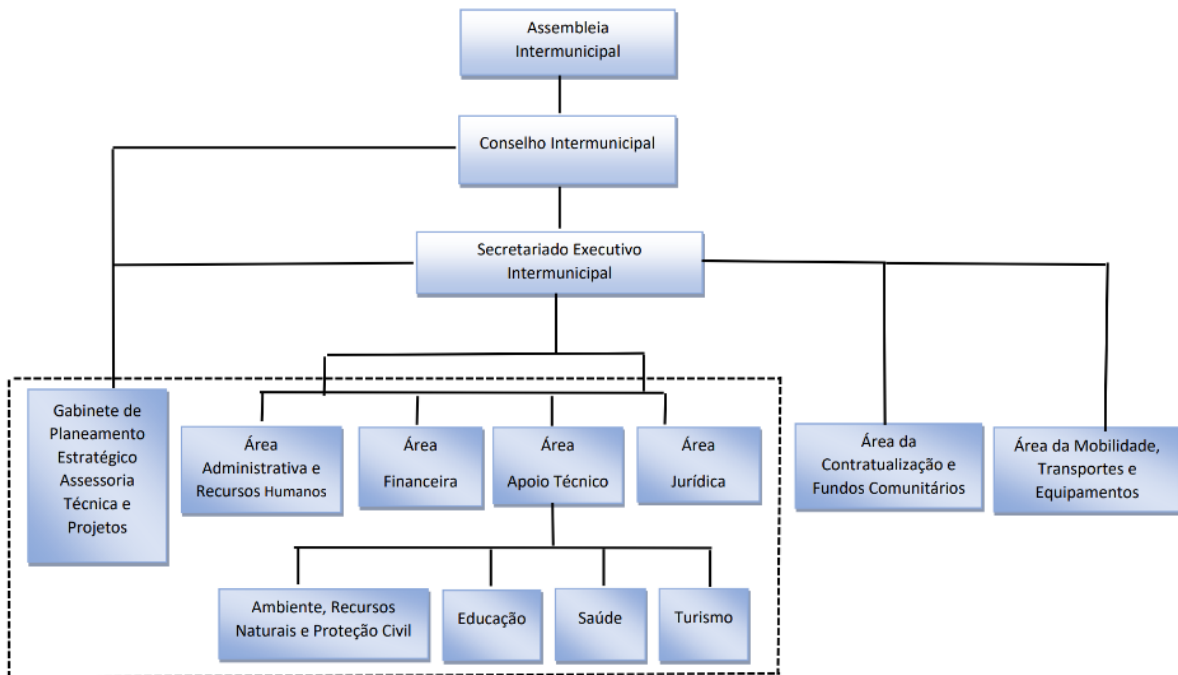 Assembleia
Intermunicipal
Conselho Intermunicipal
Secretariado Executivo
Intermunicipal
Gabinete de
Planeamento
Estratégico
Assessoria
Técnica e
Projetos
Área
Administrativa e
Recursos Humanos
Área
Financeira
Área
Apoio Técnico
Área
Jurídica
Área da
Contratualização e
Fundos Comunitários
Área da Mobilidade,
Transportes e
Equipamentos
Ambiente, Recursos
Naturais e Proteção Civil
Educação
Saúde
Turismo